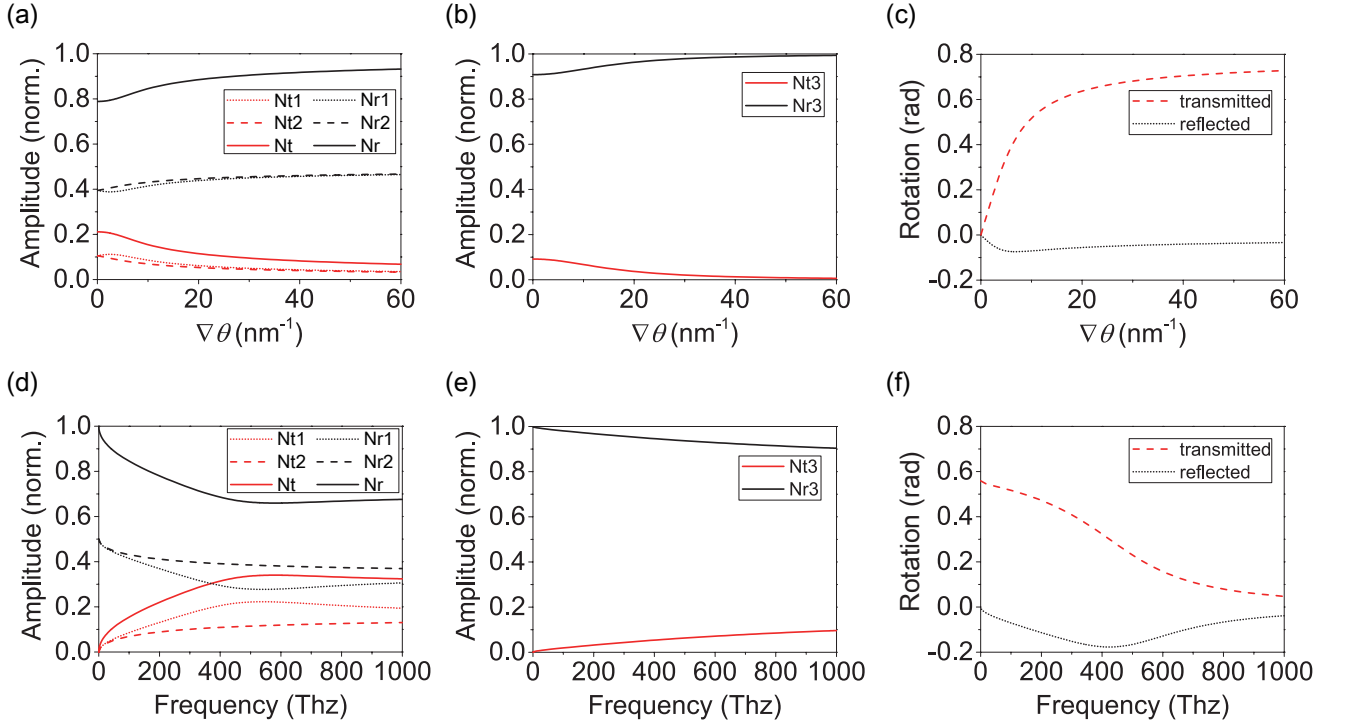 (a)
1.0
0.8
0.6
0.4
0.2
0.0
Amplitude (norm.)
Nt1
Nr1
Nt2
Nr2
Nt
Nr
0
20
40
60
∇θ (nm⁻¹)
(b)
1.0
0.8
0.6
0.4
0.2
0.0
Amplitude (norm.)
Nt3
Nr3
0
20
40
60
∇θ (nm⁻¹)
(c)
0.8
0.6
0.4
0.2
0.0
-0.2
Rotation (rad)
transmitted
reflected
0
20
40
60
∇θ (nm⁻¹)
(d)
1.0
0.8
0.6
0.4
0.2
0.0
Amplitude (norm.)
Nt1
Nr1
Nt2
Nr2
Nt
Nr
0
200
400
600
800
1000
Frequency (Thz)
(e)
1.0
0.8
0.6
0.4
0.2
0.0
Amplitude (norm.)
Nt3
Nr3
0
200
400
600
800
1000
Frequency (Thz)
(f)
0.8
0.6
0.4
0.2
0.0
-0.2
Rotation (rad)
transmitted
reflected
0
200
400
600
800
1000
Frequency (Thz)